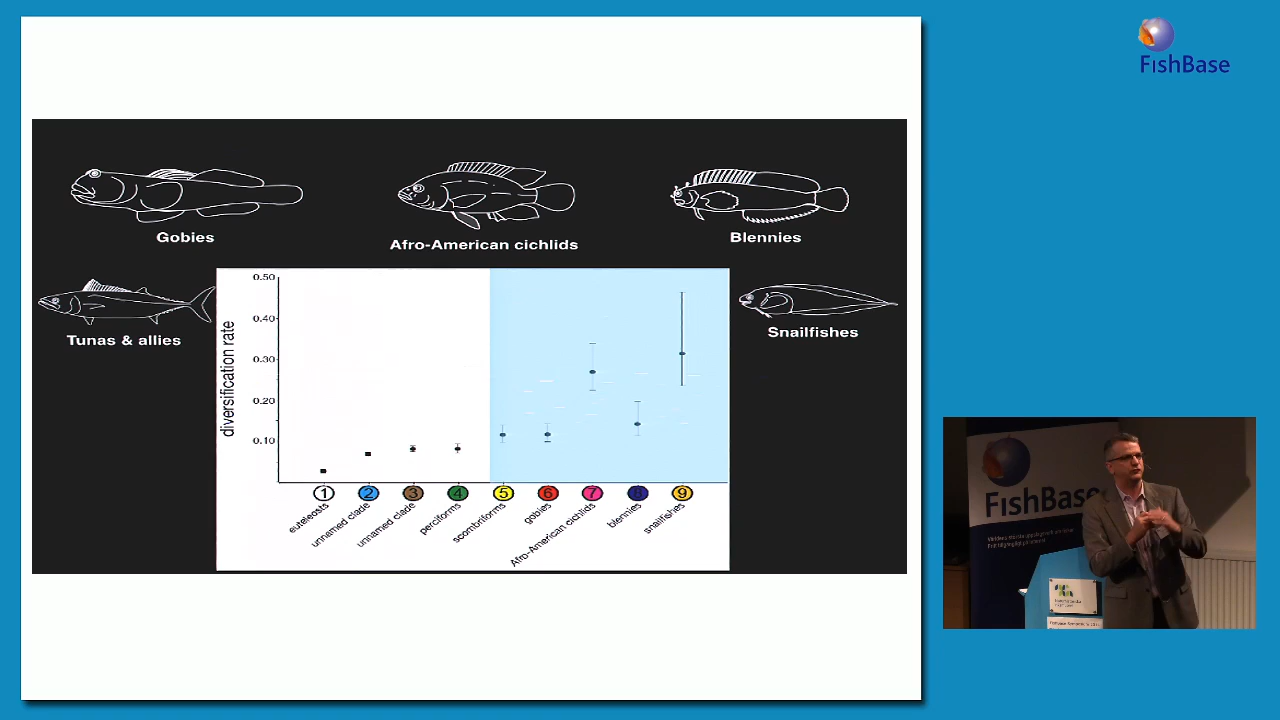 FishBase
Gobies
Afro-American cichlids
Blennies
Tunas & allies
Snailfishes
diversification rate
0.50
0.40
0.30
0.20
0.10
1
2
3
4
5
6
7
8
9
euteleosts
unnamed clade
unnamed clade
perciforms
scombriforms
gobies
Afro-American cichlids
blennies
snailfishes
FishBase